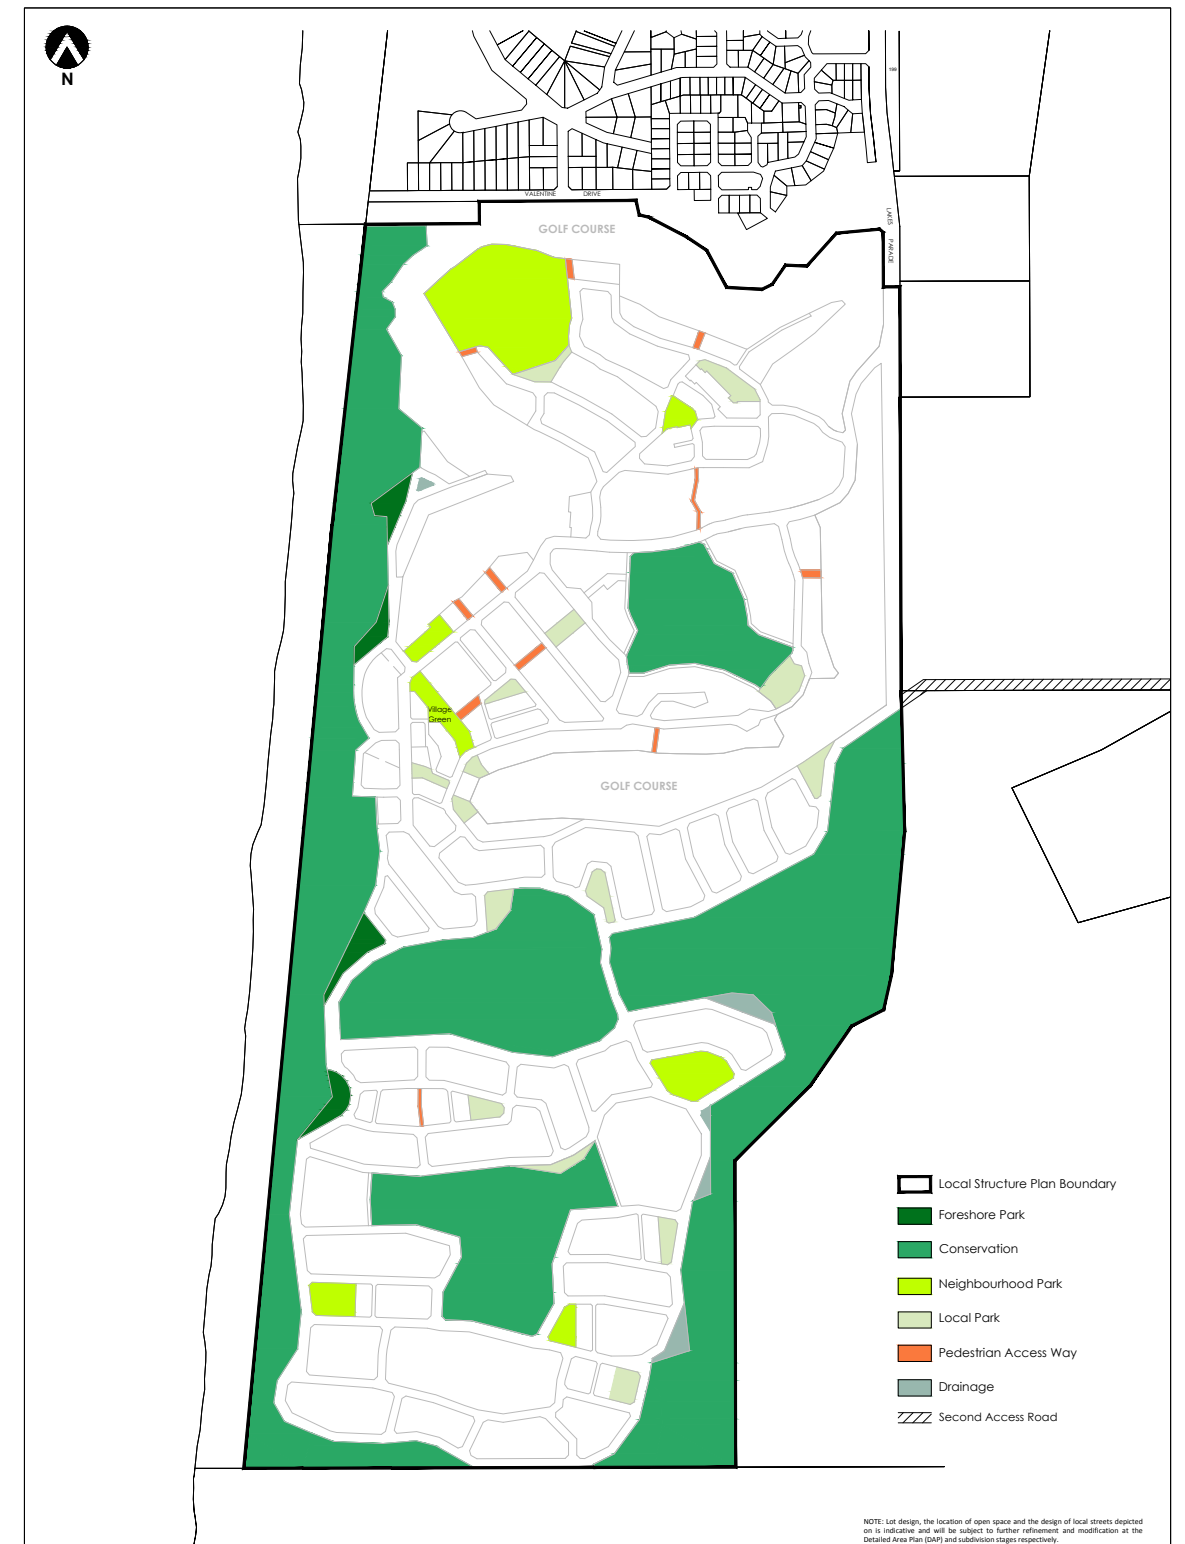 N
198
VALENTINE DRIVE
LAKES PARADE
GOLF COURSE
Village
Green
GOLF COURSE
Local Structure Plan Boundary
Foreshore Park
Conservation
Neighbourhood Park
Local Park
Pedestrian Access Way
Drainage
Second Access Road
NOTE: Lot design, the location of open space and the design of local streets depicted
on is indicative and will be subject to further refinement and modification at the
Detailed Area Plan (DAP) and subdivision stages respectively.